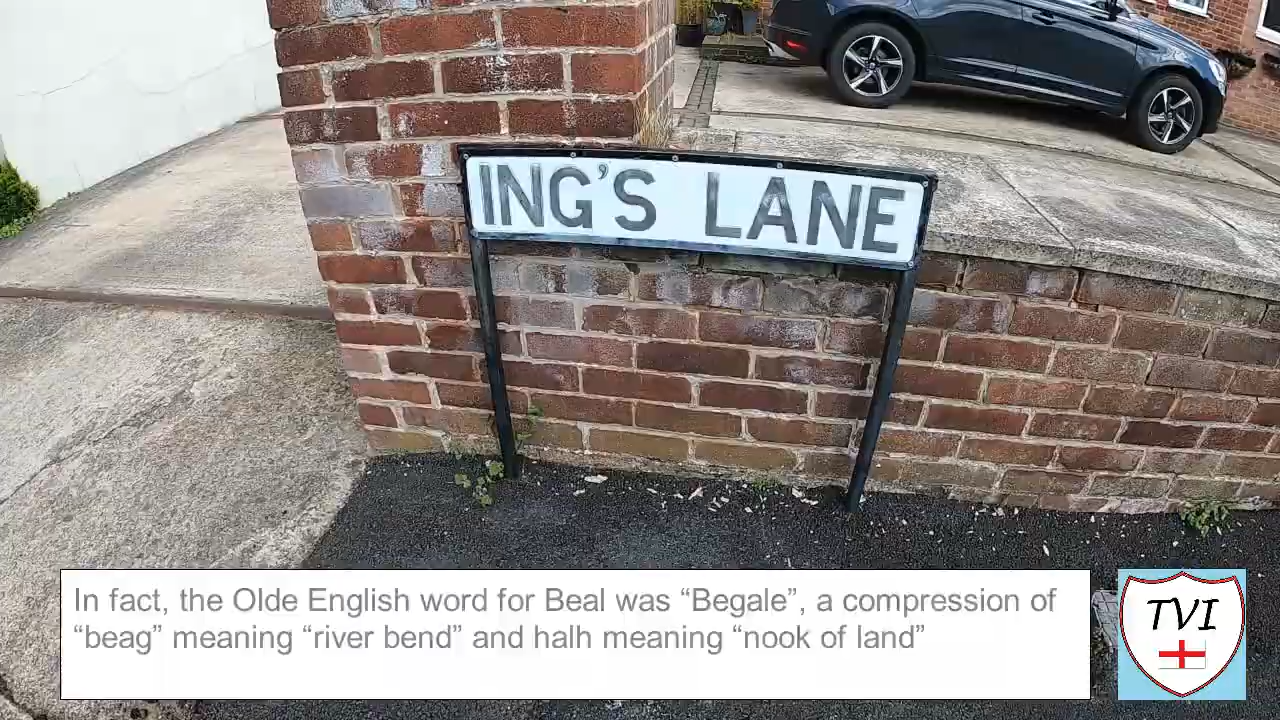 ING'S LANE
In fact, the Olde English word for Beal was “Begale”, a compression of
“beag” meaning “river bend” and halh meaning “nook of land”
TVI